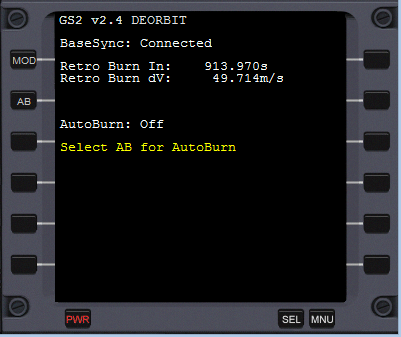 GS2 v2.4 DEORBIT
BaseSync: Connected
MOD
Retro Burn In: 913.970s
Retro Burn dV: 49.714m/s
AB
AutoBurn: Off
Select AB for AutoBurn
PWR SEL MNU